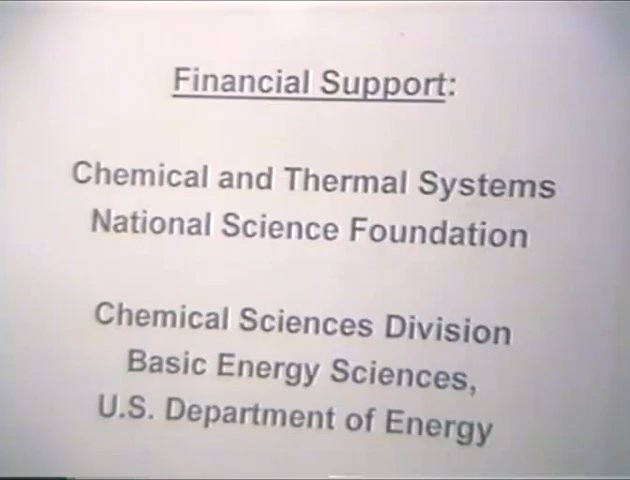 Financial Support:
Chemical and Thermal Systems
National Science Foundation
Chemical Sciences Division
Basic Energy Sciences,
U.S. Department of Energy